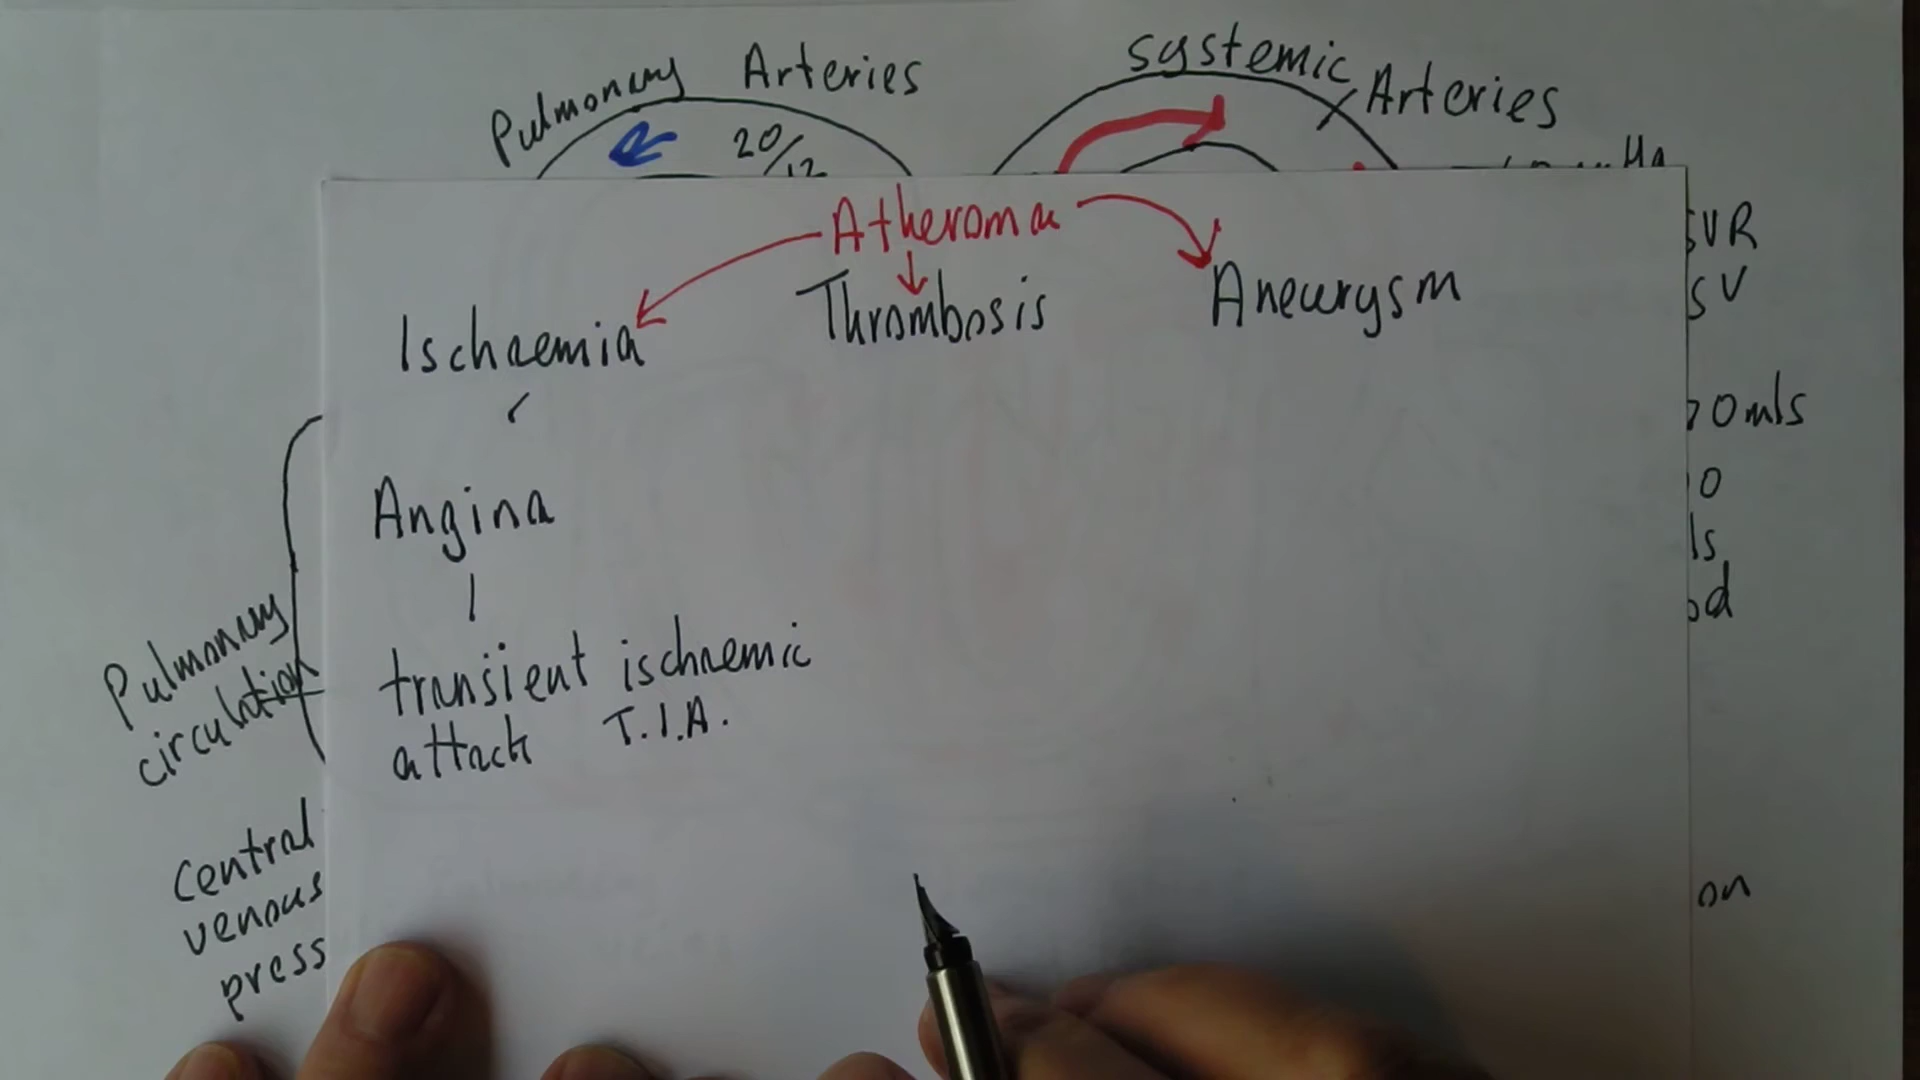 Pulmonary Arteries
systemic
Arteries
20/12
Atheroma
Ischaemia
Thrombosis
Aneurysm
SVR
SV
Angina
transient ischaemic
attack T.I.A.
Pulmonary
circulation
central
venous
press
on